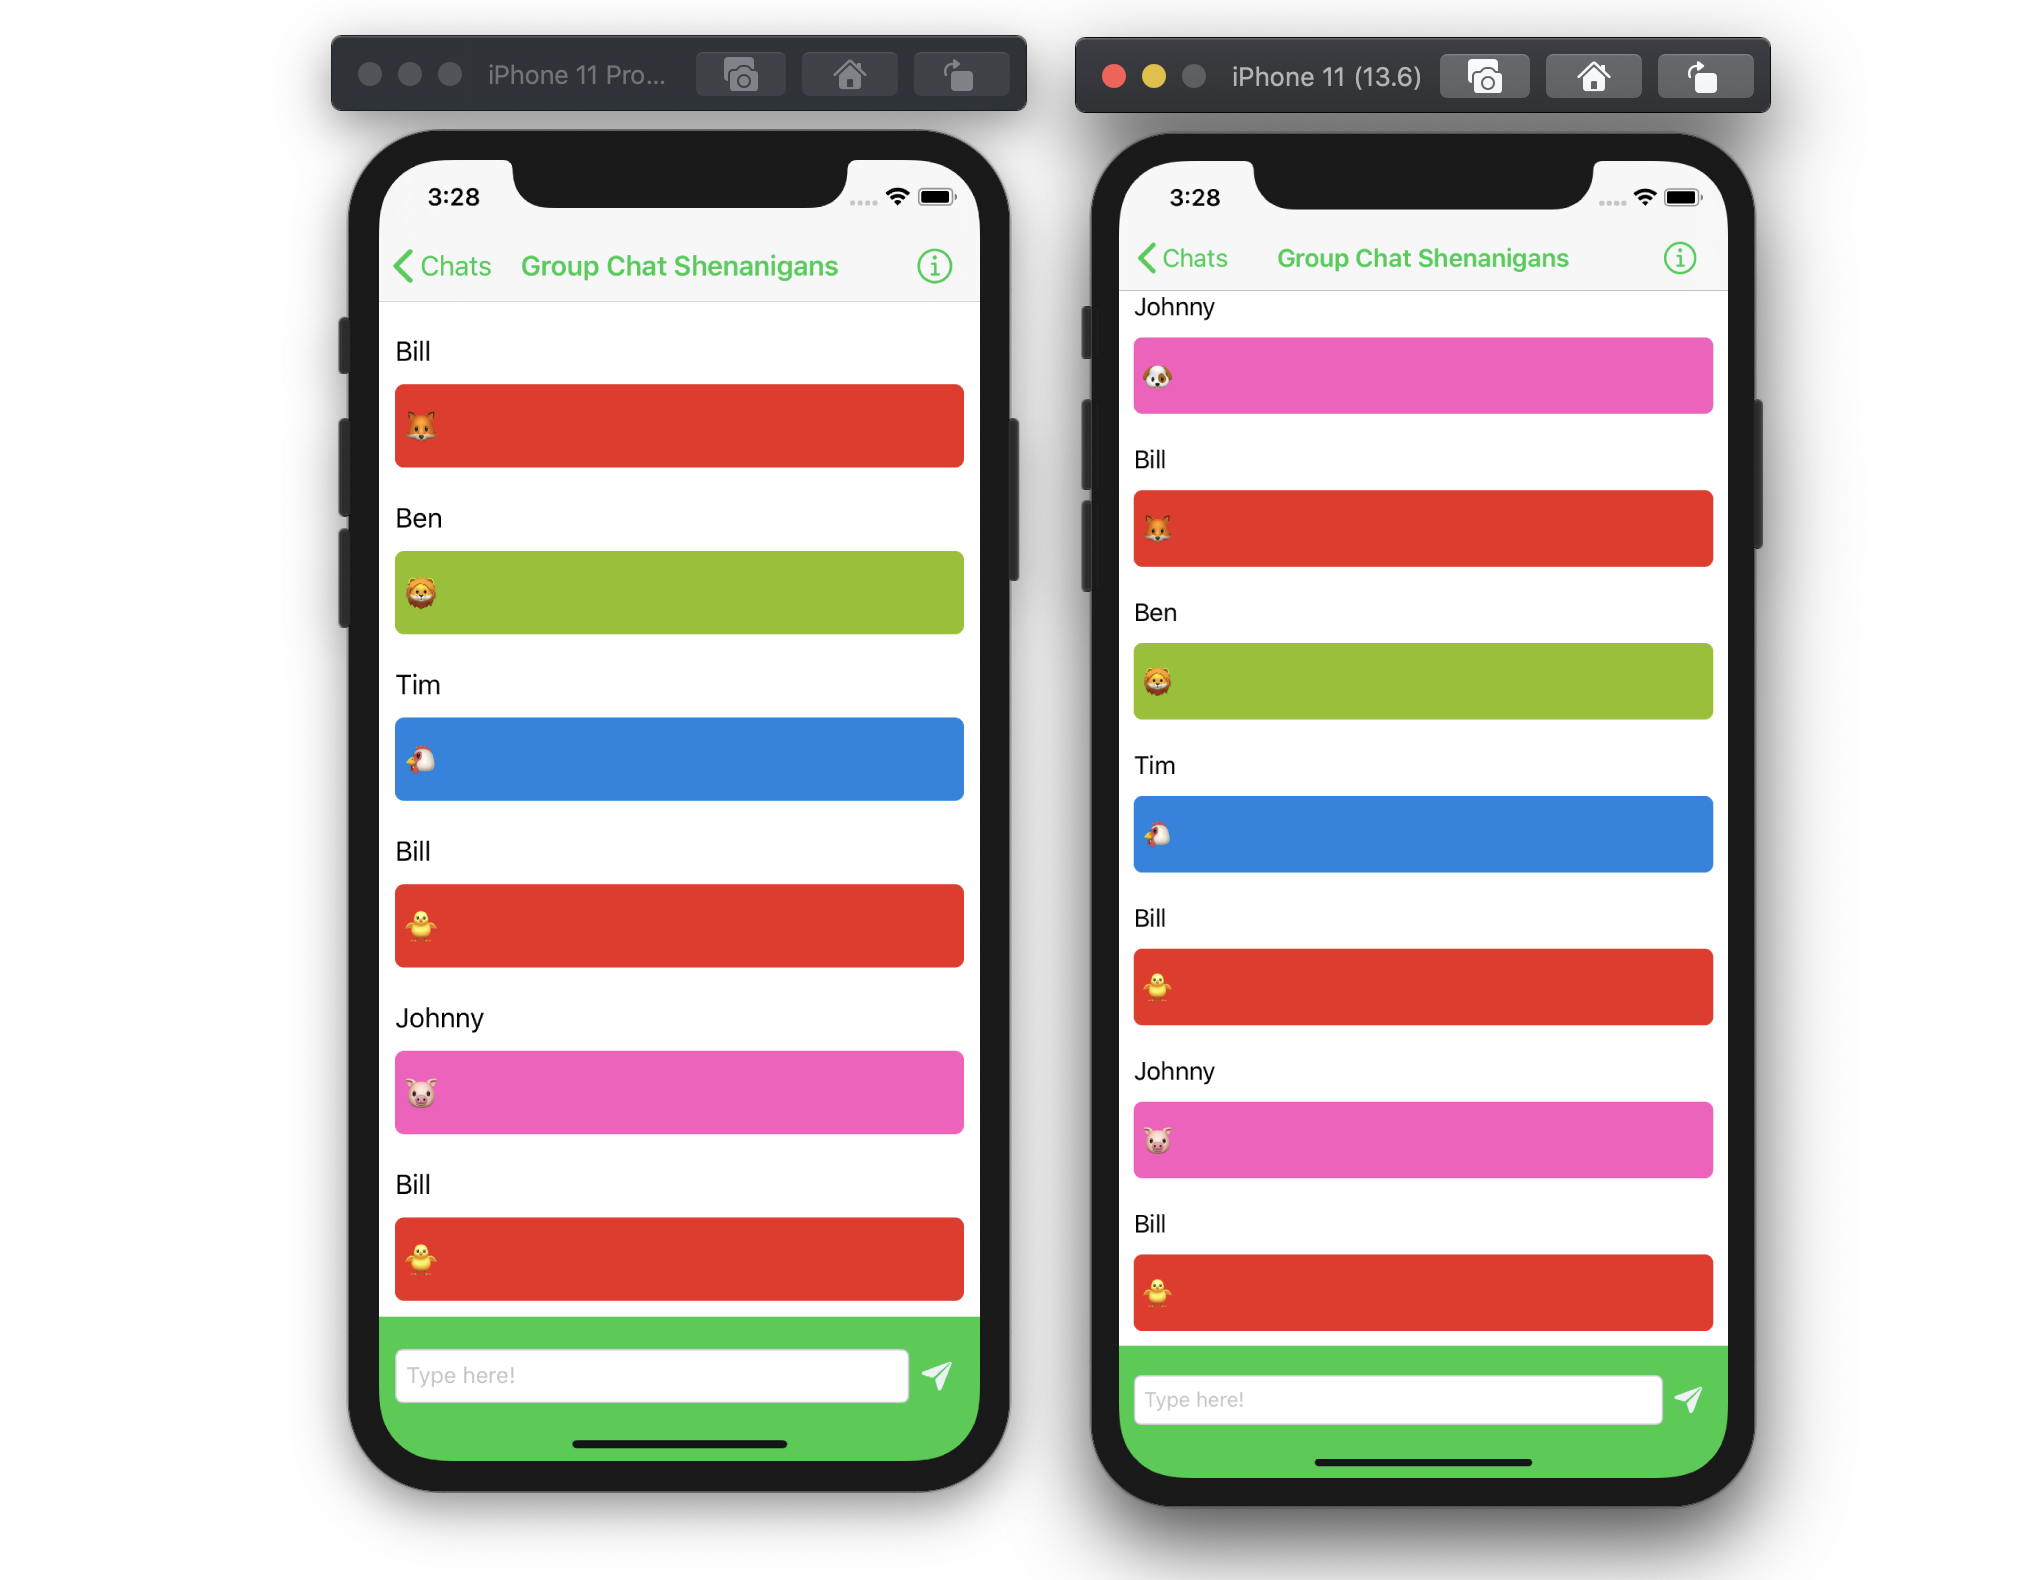 iPhone 11 Pro...
3:28
Chats
Group Chat Shenanigans
Bill
Ben
Tim
Bill
Johnny
Bill
Type here!
iPhone 11 (13.6)
3:28
Chats
Group Chat Shenanigans
Johnny
Bill
Ben
Tim
Bill
Johnny
Bill
Type here!